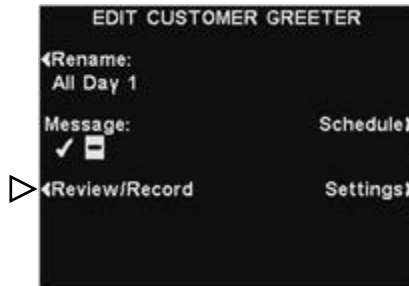 EDIT CUSTOMER GREETER
Rename:
All Day 1
Message: Schedule
Review/Record Settings